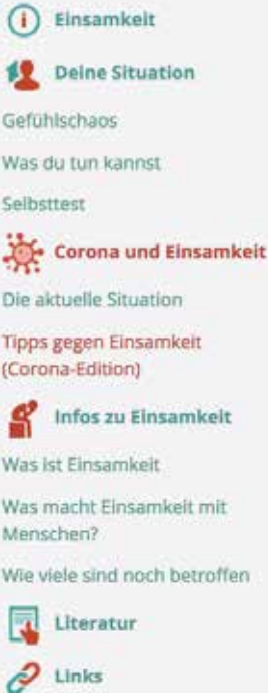 Einsamkeit
Deine Situation
Gefühlschaos
Was du tun kannst
Selbsttest
Corona und Einsamkeit
Die aktuelle Situation
Tipps gegen Einsamkeit
(Corona-Edition)
Infos zu Einsamkeit
Was ist Einsamkeit
Was macht Einsamkeit mit
Menschen?
Wie viele sind noch betroffen
Literatur
Links